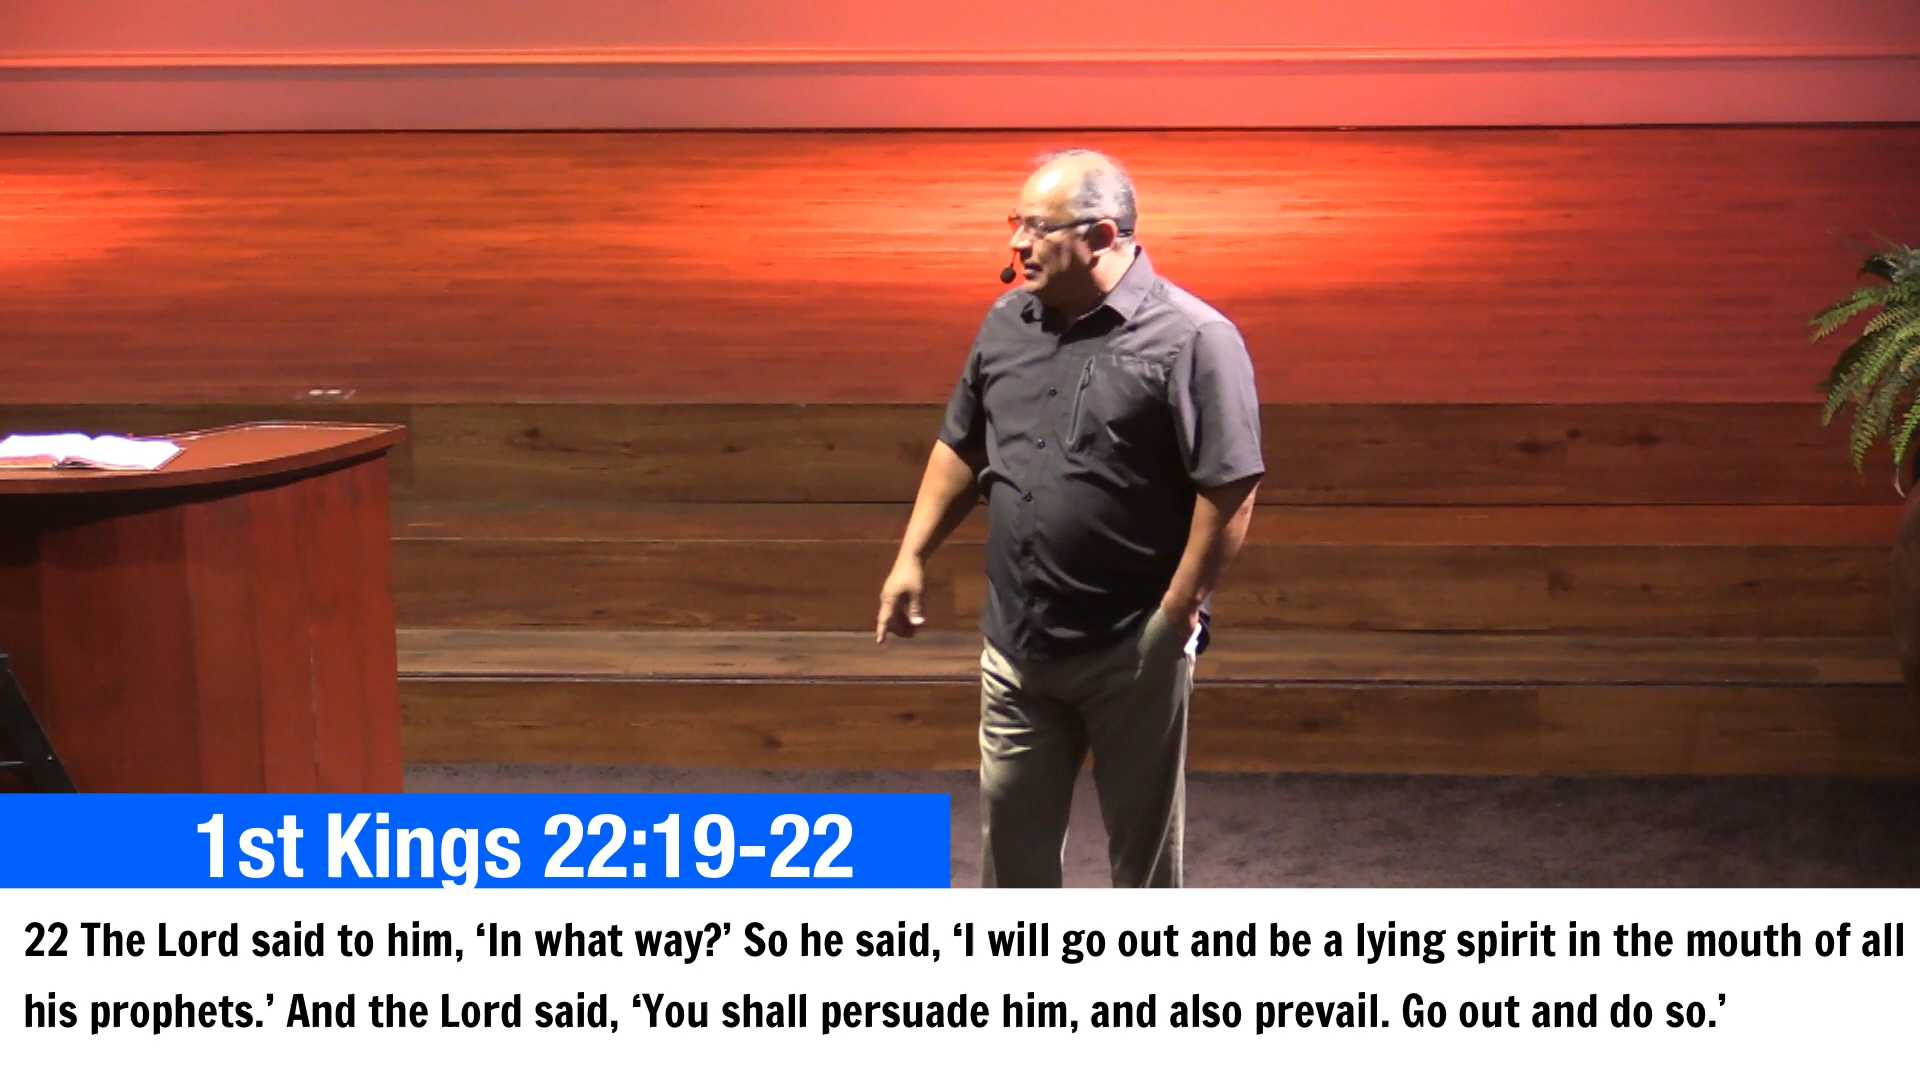 1st Kings 22:19-22
22 The Lord said to him, ‘In what way?’ So he said, ‘I will go out and be a lying spirit in the mouth of all
his prophets.’ And the Lord said, ‘You shall persuade him, and also prevail. Go out and do so.’